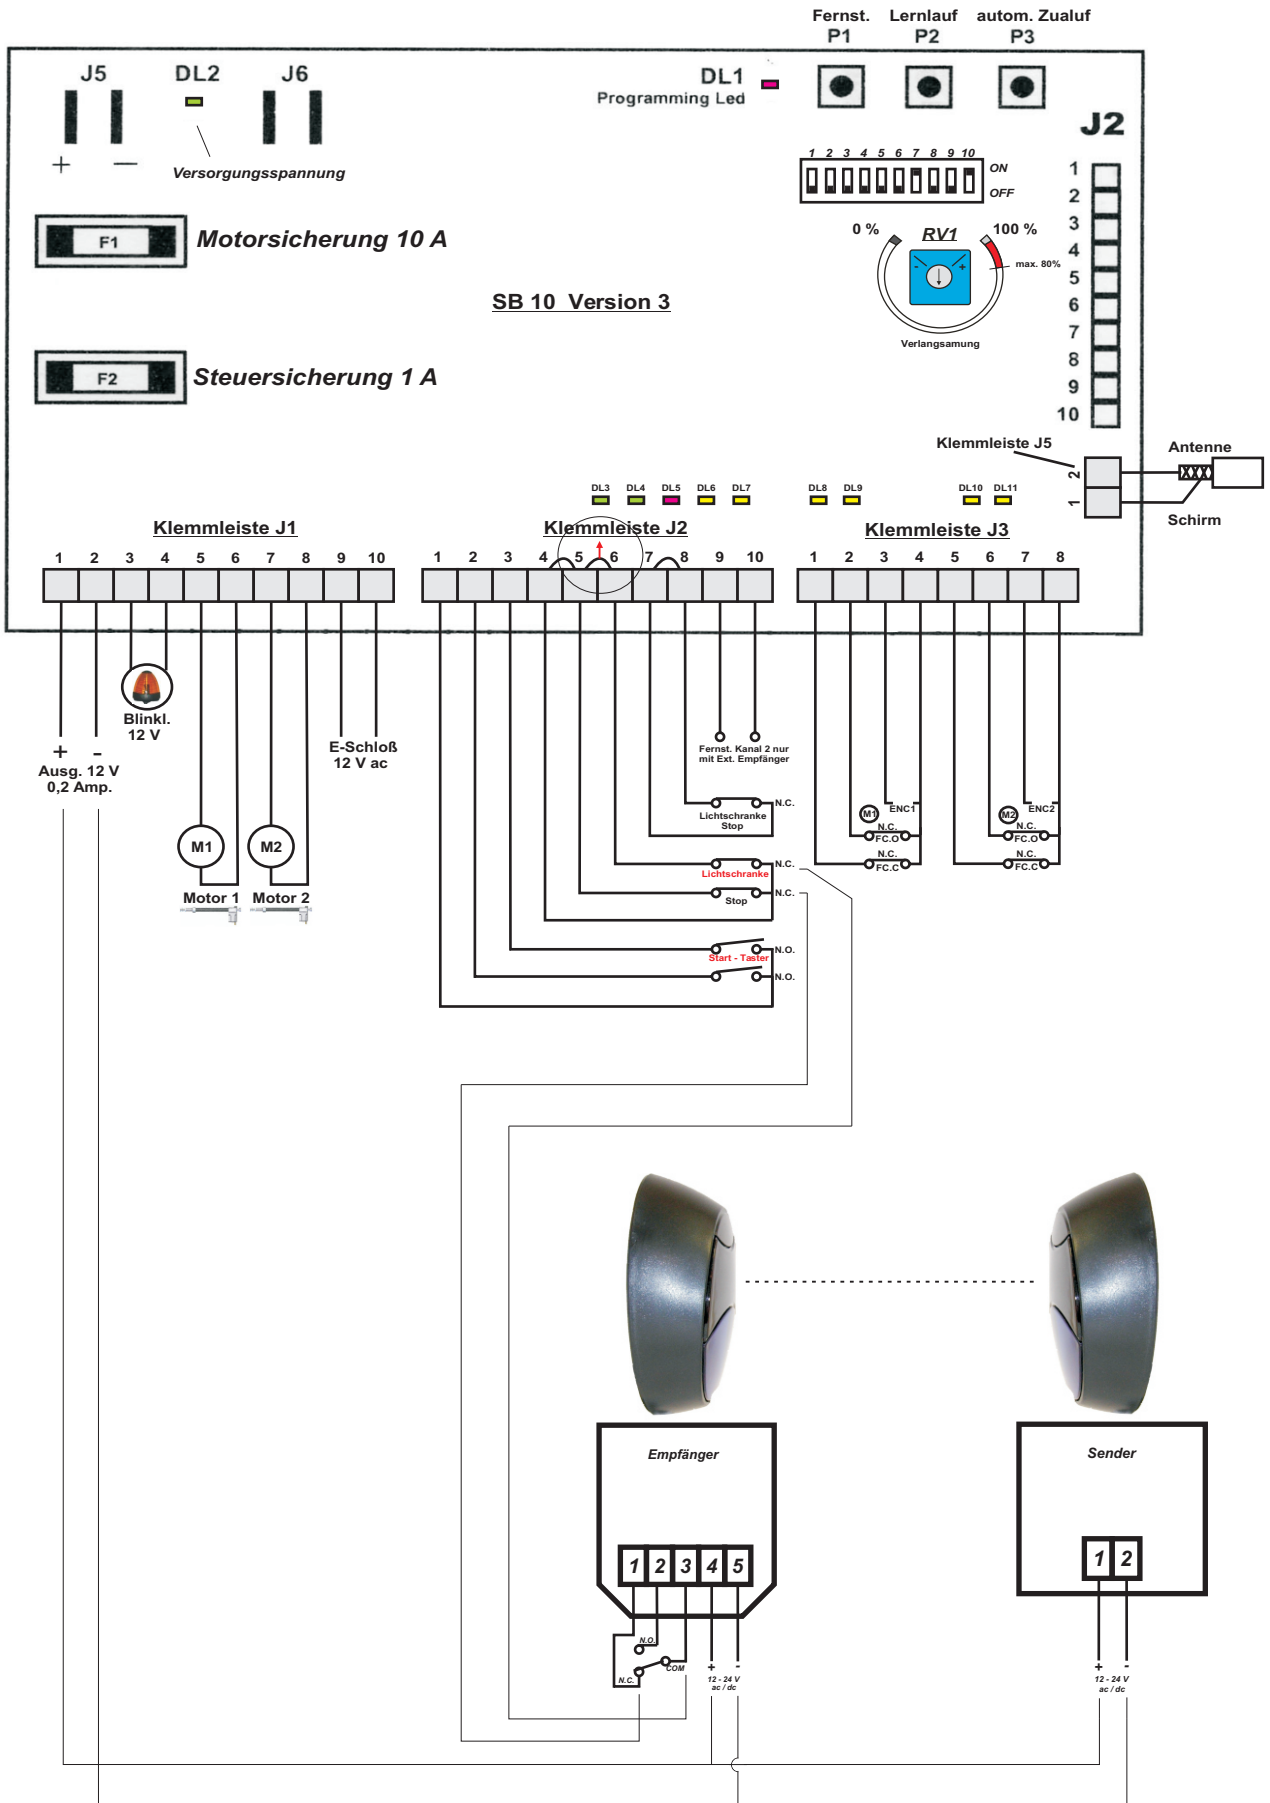 Fernst. Lernlauf autom. Zualuf
P1 P2 P3
J5 DL2 J6
DL1
Programming Led
+ —
Versorgungsspannung
J2
1 2 3 4 5 6 7 8 9 10
ON
OFF
1
2
3
4
5
6
7
8
9
10
F1 Motorsicherung 10 A
0 % RV1 100 %
- +
max. 80%
Verlangsamung
SB 10 Version 3
F2 Steuersicherung 1 A
Klemmleiste J5
2
1
Antenne
Schirm
DL3 DL4 DL5 DL6 DL7 DL8 DL9 DL10 DL11
Klemmleiste J1 Klemmleiste J2 Klemmleiste J3
1 2 3 4 5 6 7 8 9 10
1 2 3 4 5 6 7 8 9 10
1 2 3 4 5 6 7 8
+ -
Ausg. 12 V
0,2 Amp.
Blinkl.
12 V
E-Schloß
12 V ac
M1 M2
Motor 1 Motor 2
Fernst. Kanal 2 nur
mit Ext. Empfänger
N.C.
Lichtschranke
Stop
N.C.
Lichtschranke
N.C.
Stop
N.O.
Start - Taster
N.O.
ENC1
M1
N.C.
FC.O
N.C.
FC.C
ENC2
M2
N.C.
FC.O
N.C.
FC.C
Empfänger
1 2 3 4 5
N.O.
COM
N.C.
+ -
12 - 24 V
ac / dc
Sender
1 2
+ -
12 - 24 V
ac / dc